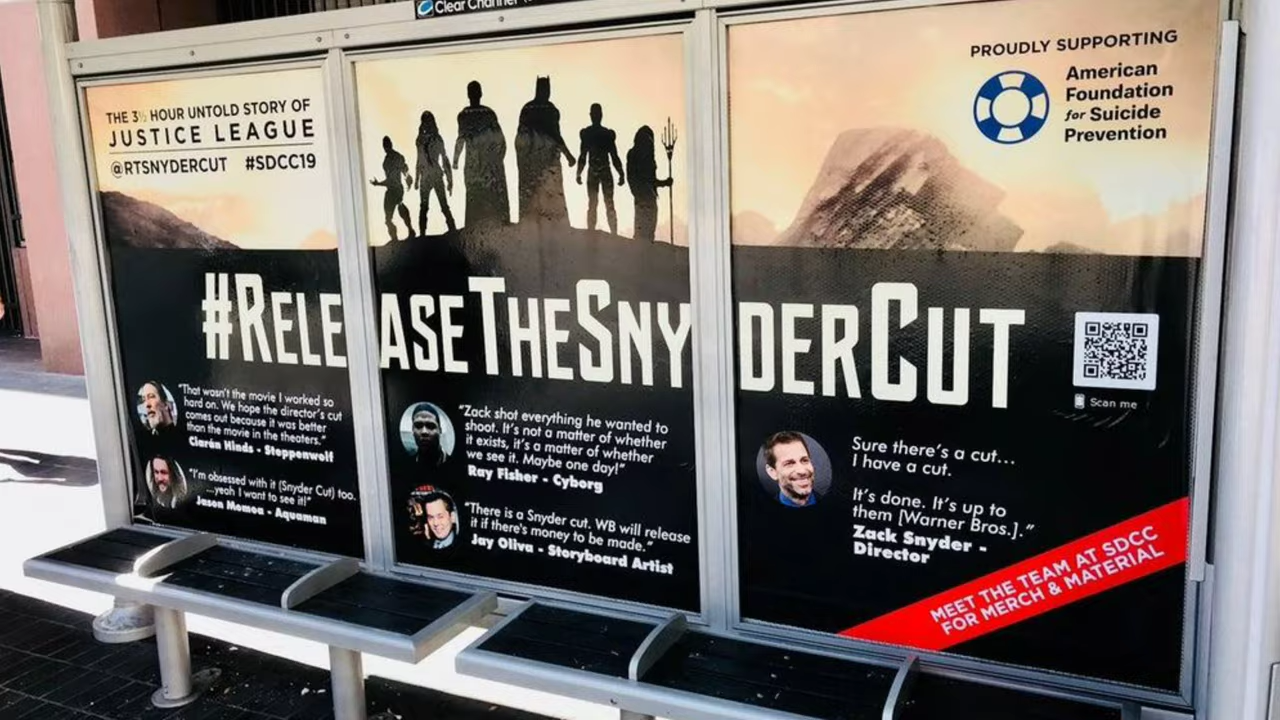 Clear Channel
THE 3½ HOUR UNTOLD STORY OF
JUSTICE LEAGUE
@RTSNYDERCUT #SDCC19
PROUDLY SUPPORTING
American
Foundation
for Suicide
Prevention
#RELEASETHESNYDERCUT
Scan me
"That wasn't the movie I worked so
hard on. We hope the director's cut
comes out because it was better
than the movie in the theaters."
Ciarán Hinds - Steppenwolf
"I'm obsessed with it (Snyder Cut) too.
...yeah I want to see it!"
Jason Momoa - Aquaman
"Zack shot everything he wanted to
shoot. It's not a matter of whether
it exists, it's a matter of whether
we see it. Maybe one day!"
Ray Fisher - Cyborg
"There is a Snyder cut. WB will release
it if there's money to be made."
Jay Oliva - Storyboard Artist
Sure there's a cut...
I have a cut.
It's done. It's up to
them [Warner Bros.]."
Zack Snyder -
Director
MEET THE TEAM AT SDCC
FOR MERCH & MATERIAL